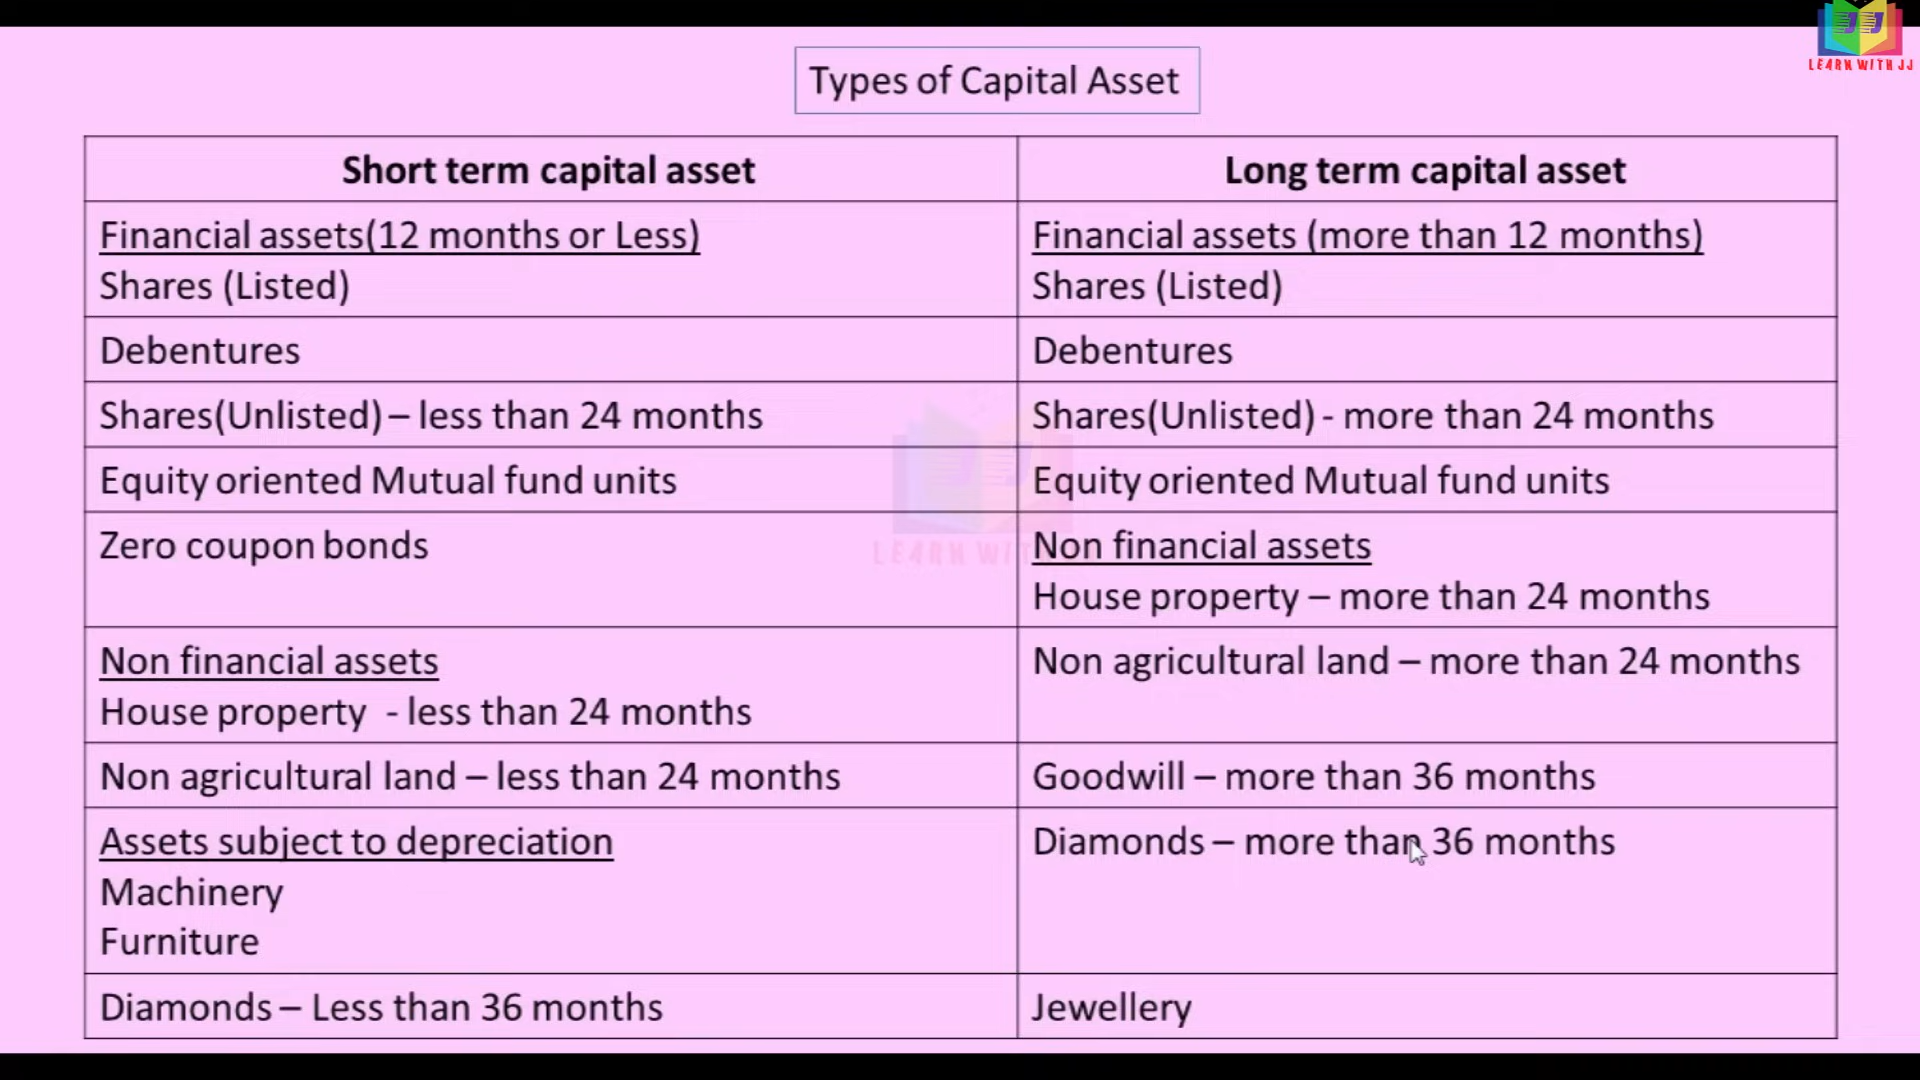 LE4RN WITH JJ
Types of Capital Asset
Short term capital asset
Long term capital asset
Financial assets(12 months or Less)
Shares (Listed)
Financial assets (more than 12 months)
Shares (Listed)
Debentures
Debentures
Shares(Unlisted) – less than 24 months
Shares(Unlisted) - more than 24 months
Equity oriented Mutual fund units
Equity oriented Mutual fund units
Zero coupon bonds
Non financial assets
House property – more than 24 months
Non financial assets
House property - less than 24 months
Non agricultural land – more than 24 months
Non agricultural land – less than 24 months
Goodwill – more than 36 months
Assets subject to depreciation
Machinery
Furniture
Diamonds – more than 36 months
Diamonds – Less than 36 months
Jewellery